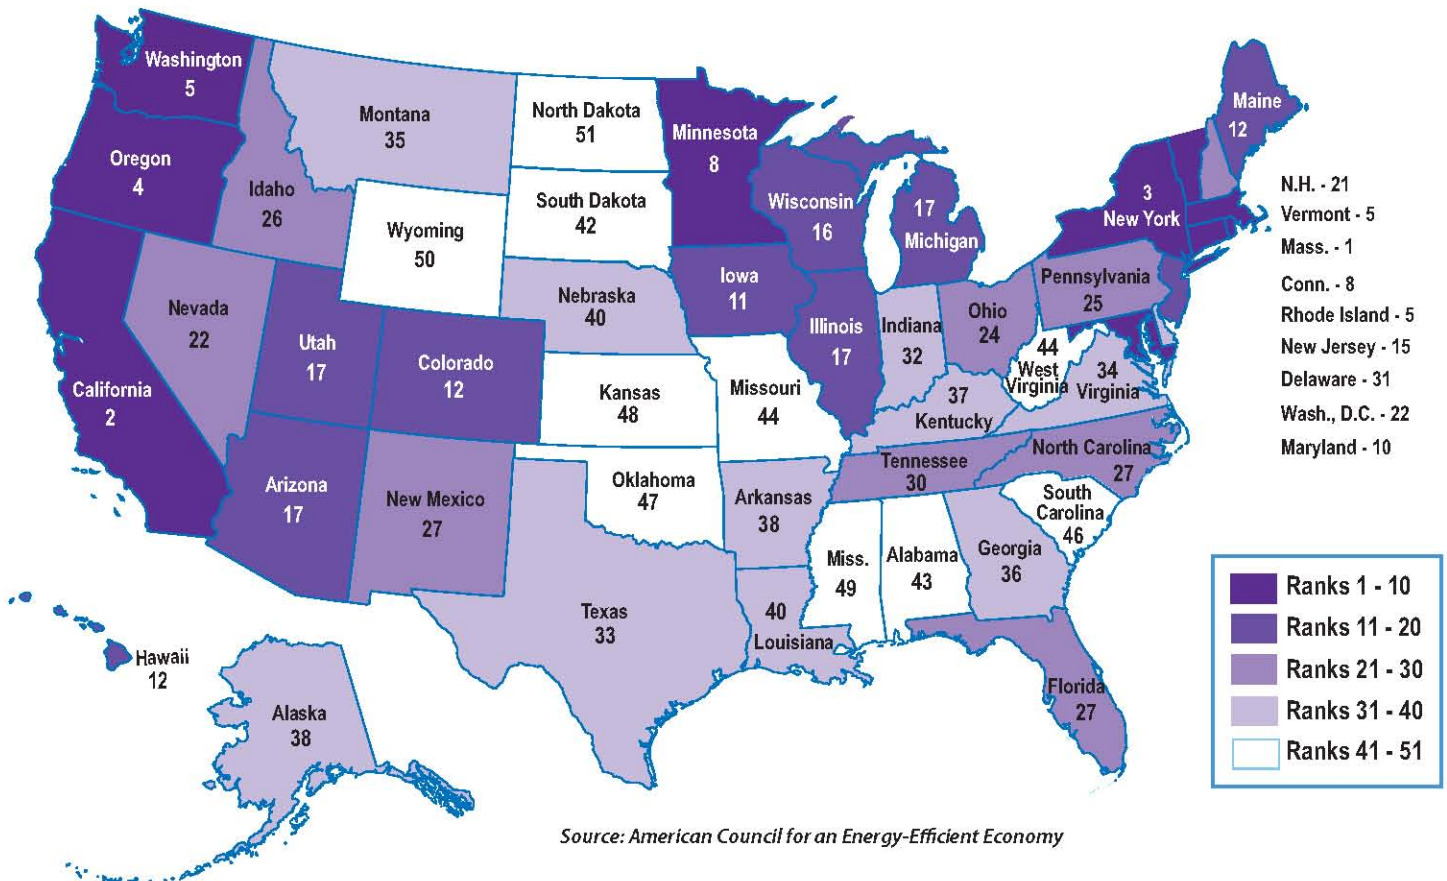 Washington
5
Oregon
4
California
2
Idaho
26
Nevada
22
Montana
35
Wyoming
50
Utah
17
Colorado
12
Arizona
17
New Mexico
27
North Dakota
51
South Dakota
42
Nebraska
40
Kansas
48
Oklahoma
47
Texas
33
Minnesota
8
Iowa
11
Missouri
44
Arkansas
38
40
Louisiana
Wisconsin
16
Illinois
17
17
Michigan
Indiana
32
Ohio
24
37
Kentucky
Tennessee
30
Miss.
49
Alabama
43
Georgia
36
Florida
27
South
Carolina
46
North Carolina
27
34
Virginia
44
West
Virginia
Pennsylvania
25
3
New York
Maine
12
N.H. - 21
Vermont - 5
Mass. - 1
Conn. - 8
Rhode Island - 5
New Jersey - 15
Delaware - 31
Wash., D.C. - 22
Maryland - 10
Hawaii
12
Alaska
38
Ranks 1 - 10
Ranks 11 - 20
Ranks 21 - 30
Ranks 31 - 40
Ranks 41 - 51
Source: American Council for an Energy-Efficient Economy